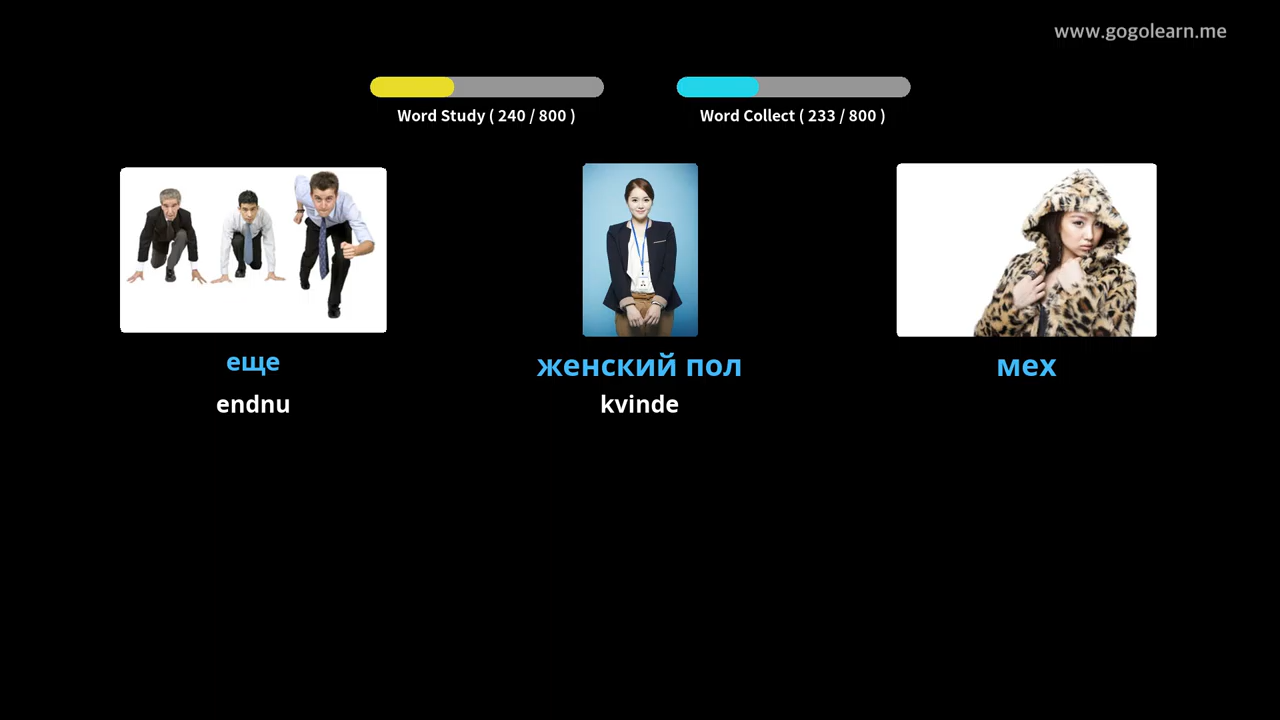 www.gogolearn.me
Word Study ( 240 / 800 )
Word Collect ( 233 / 800 )
еще
женский пол
мех
endnu
kvinde